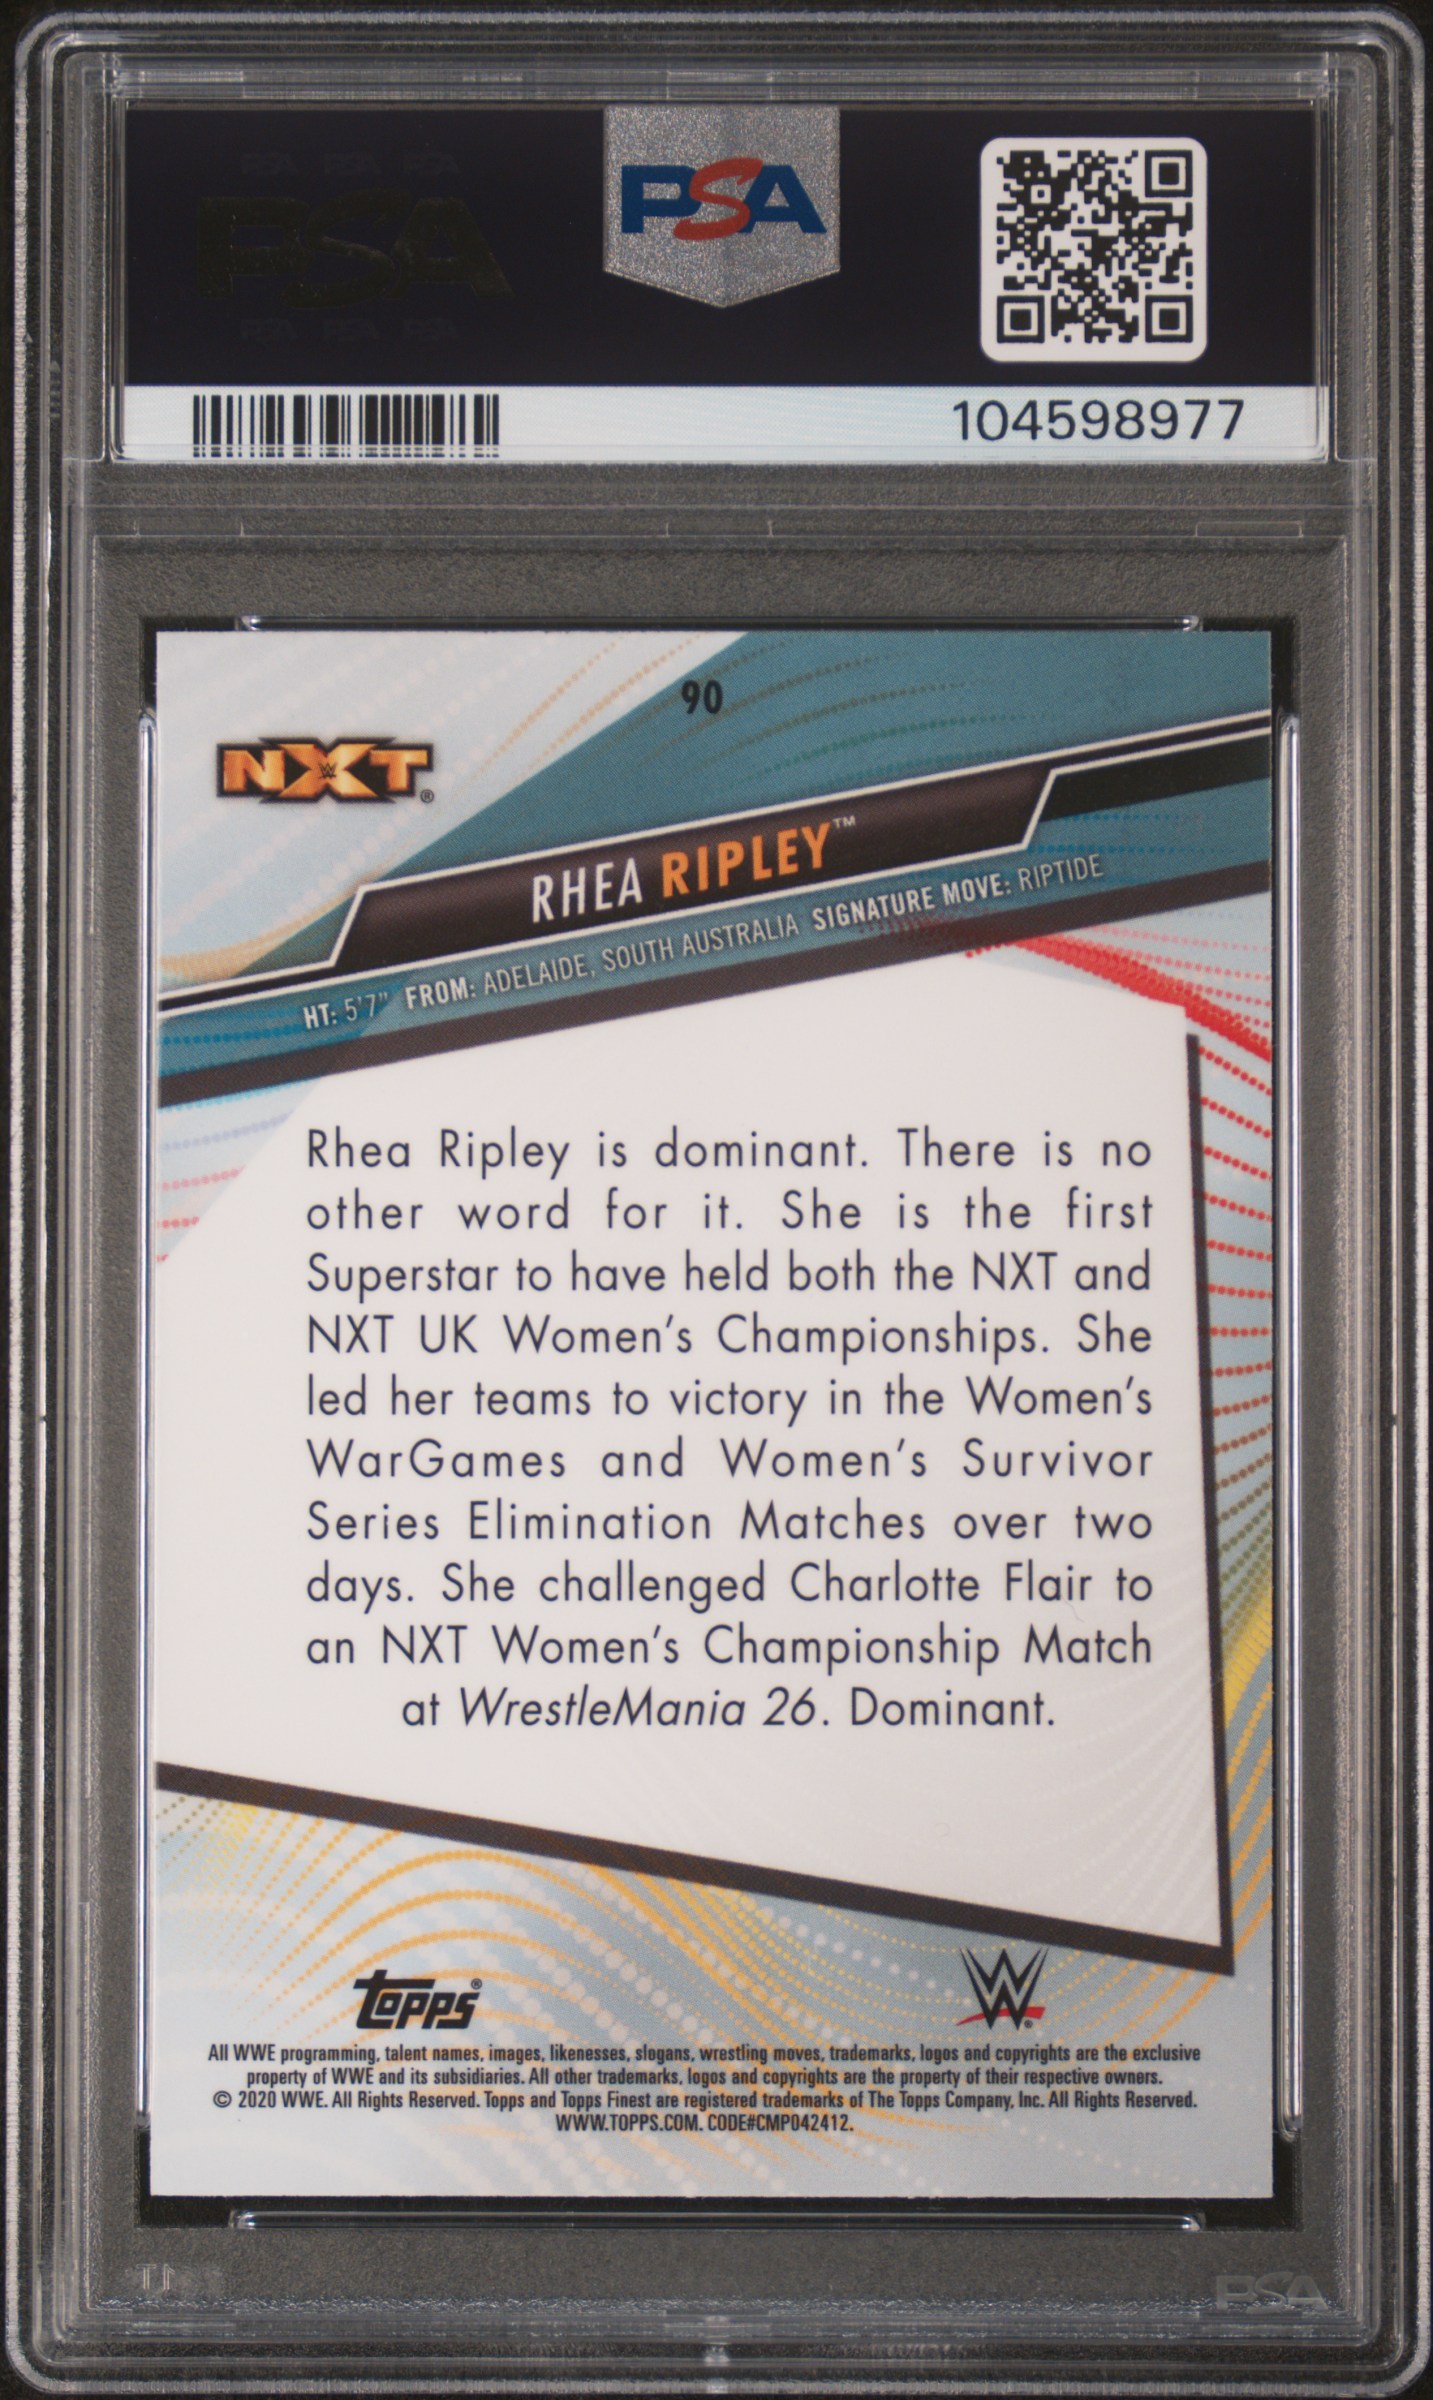 PSA
PSA
104598977
90
NXT®
RHEA RIPLEY™
HT: 5'7" FROM: ADELAIDE, SOUTH AUSTRALIA SIGNATURE MOVE: RIPTIDE
Rhea Ripley is dominant. There is no
other word for it. She is the first
Superstar to have held both the NXT and
NXT UK Women's Championships. She
led her teams to victory in the Women's
WarGames and Women's Survivor
Series Elimination Matches over two
days. She challenged Charlotte Flair to
an NXT Women's Championship Match
at WrestleMania 26. Dominant.
topps®
W®
All WWE programming, talent names, images, likenesses, slogans, wrestling moves, trademarks, logos and copyrights are the exclusive
property of WWE and its subsidiaries. All other trademarks, logos and copyrights are the property of their respective owners.
© 2020 WWE. All Rights Reserved. Topps and Topps Finest are registered trademarks of The Topps Company, Inc. All Rights Reserved.
WWW.TOPPS.COM. CODE#CMP042412.
PSA